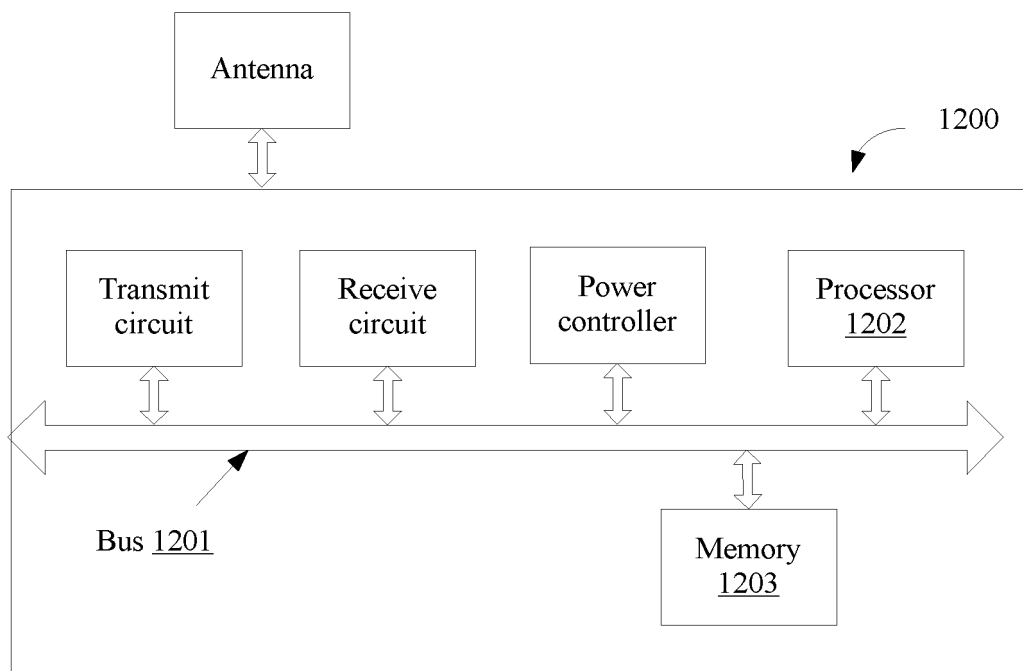 Antenna
1200
Transmit
circuit
Receive
circuit
Power
controller
Processor
1202
Bus 1201
Memory
1203